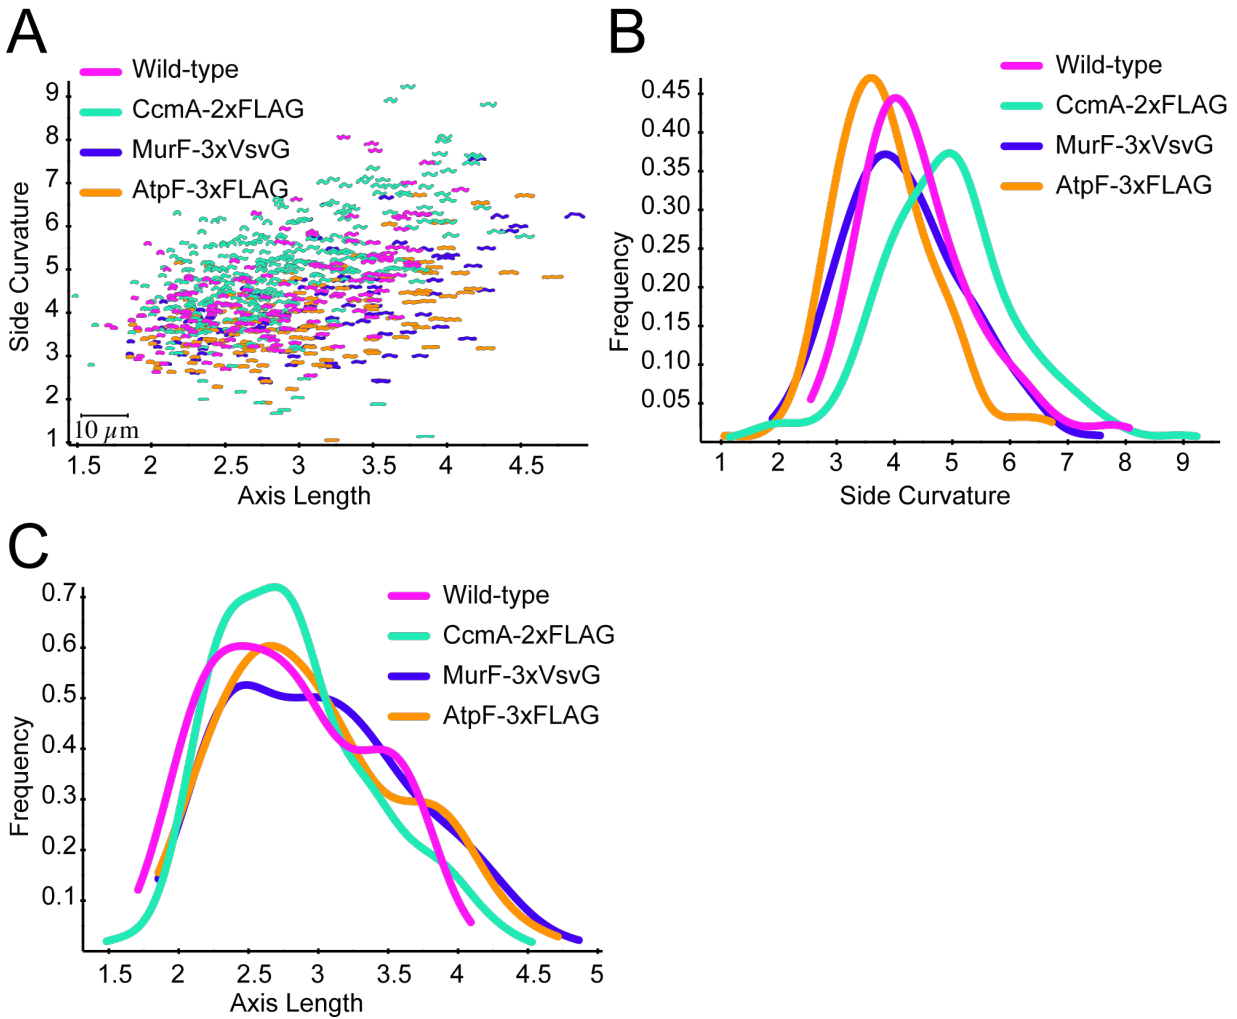 A
Wild-type
CcmA-2xFLAG
MurF-3xVsvG
AtpF-3xFLAG
9
8
7
6
5
4
3
2
1
Side Curvature
10 μm
1.5 2 2.5 3 3.5 4 4.5
Axis Length
B
Wild-type
CcmA-2xFLAG
MurF-3xVsvG
AtpF-3xFLAG
0.45
0.40
0.35
0.30
0.25
0.20
0.15
0.10
0.05
Frequency
1 2 3 4 5 6 7 8 9
Side Curvature
C
Wild-type
CcmA-2xFLAG
MurF-3xVsvG
AtpF-3xFLAG
0.7
0.6
0.5
0.4
0.3
0.2
0.1
Frequency
1.5 2 2.5 3 3.5 4 4.5 5
Axis Length